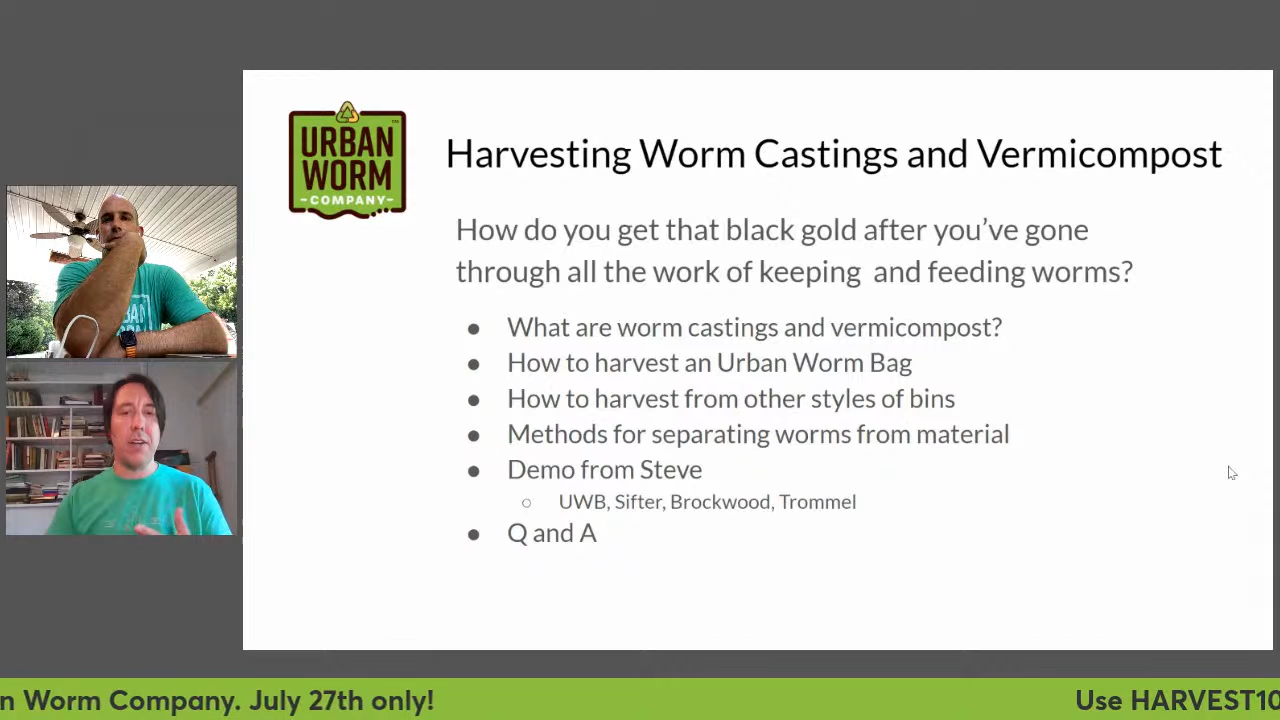 URBAN
WORM
COMPANY
™
Harvesting Worm Castings and Vermicompost
How do you get that black gold after you’ve gone
through all the work of keeping and feeding worms?
● What are worm castings and vermicompost?
● How to harvest an Urban Worm Bag
● How to harvest from other styles of bins
● Methods for separating worms from material
● Demo from Steve
○ UWB, Sifter, Brockwood, Trommel
● Q and A
n Worm Company. July 27th only!
Use HARVEST10